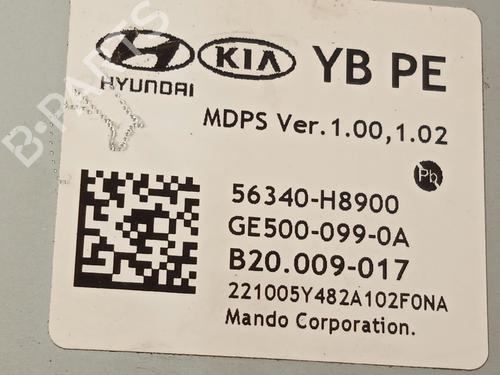 HYUNDAI KIA YB PE
MDPS Ver.1.00,1.02
Pb
56340-H8900
GE500-099-0A
B20.009-017
221005Y482A102F0NA
Mando Corporation.
B-PARTS